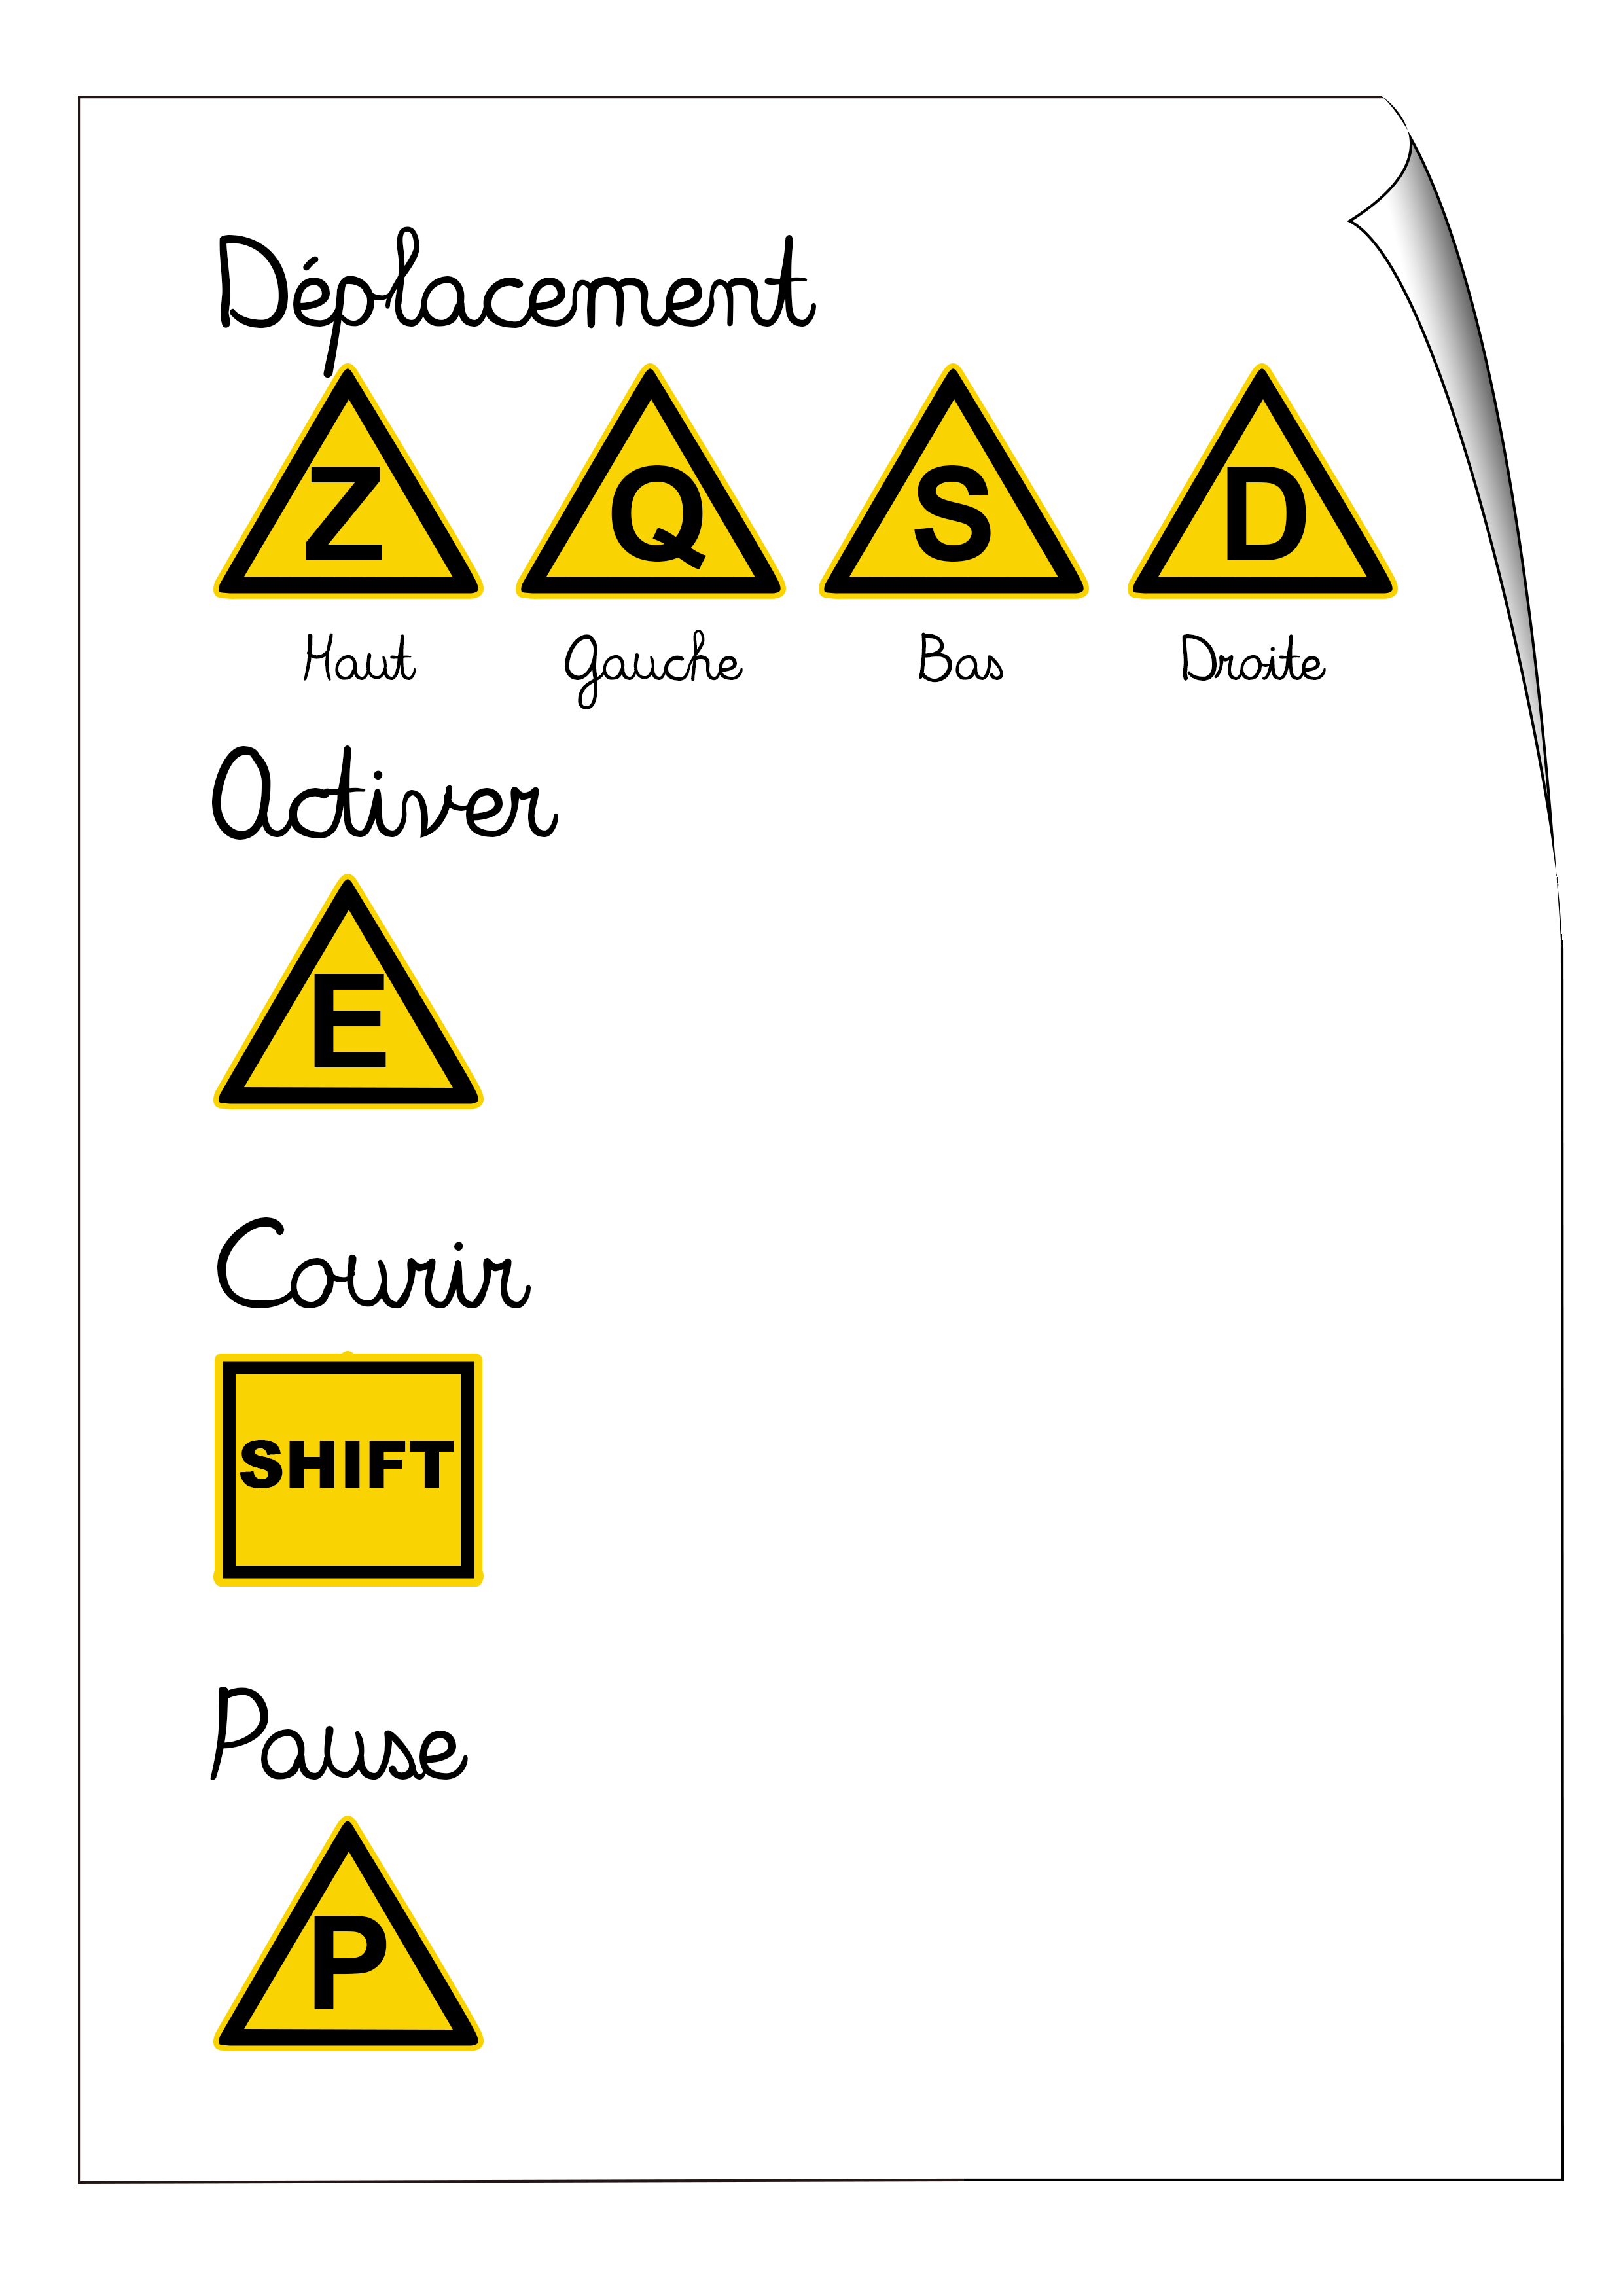 Déplacement
Z Q S D
Haut Gauche Bas Droite
Activer
E
Courir
SHIFT
Pause
P